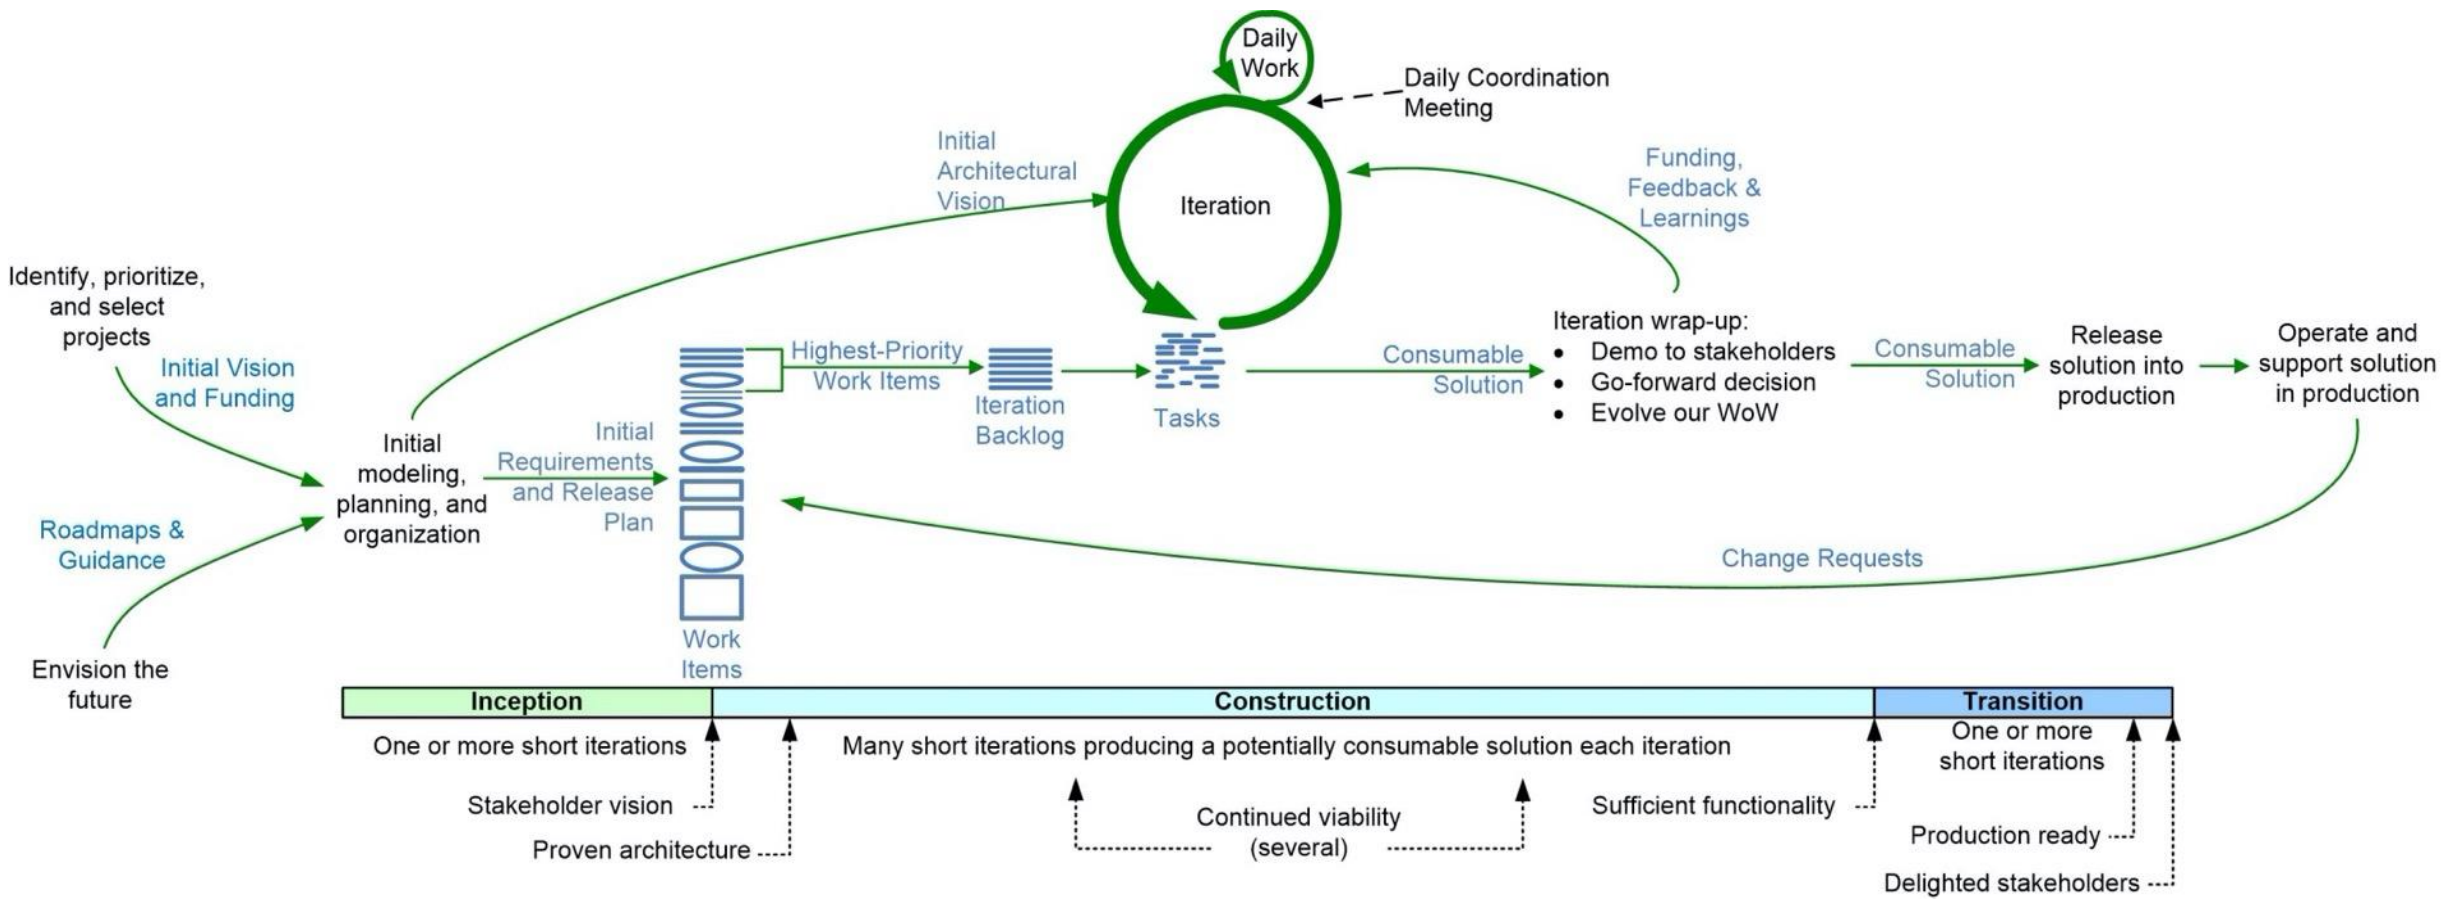 Daily
Work
Daily Coordination
Meeting
Initial
Architectural
Vision
Iteration
Funding,
Feedback &
Learnings
Identify, prioritize,
and select
projects
Initial Vision
and Funding
Roadmaps &
Guidance
Envision the
future
Initial
modeling,
planning, and
organization
Initial
Requirements
and Release
Plan
Work
Items
Highest-Priority
Work Items
Iteration
Backlog
Tasks
Consumable
Solution
Iteration wrap-up:
• Demo to stakeholders
• Go-forward decision
• Evolve our WoW
Consumable
Solution
Release
solution into
production
Operate and
support solution
in production
Change Requests
Inception
Construction
Transition
One or more short iterations
Many short iterations producing a potentially consumable solution each iteration
One or more
short iterations
Stakeholder vision
Proven architecture
Continued viability
(several)
Sufficient functionality
Production ready
Delighted stakeholders